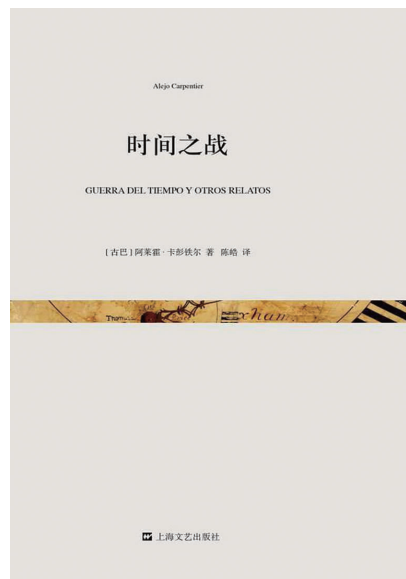 Alejo Carpentier
时间之战
GUERRA DEL TIEMPO Y OTROS RELATOS
[古巴]阿莱霍·卡彭铁尔 著 陈皓 译
上海文艺出版社